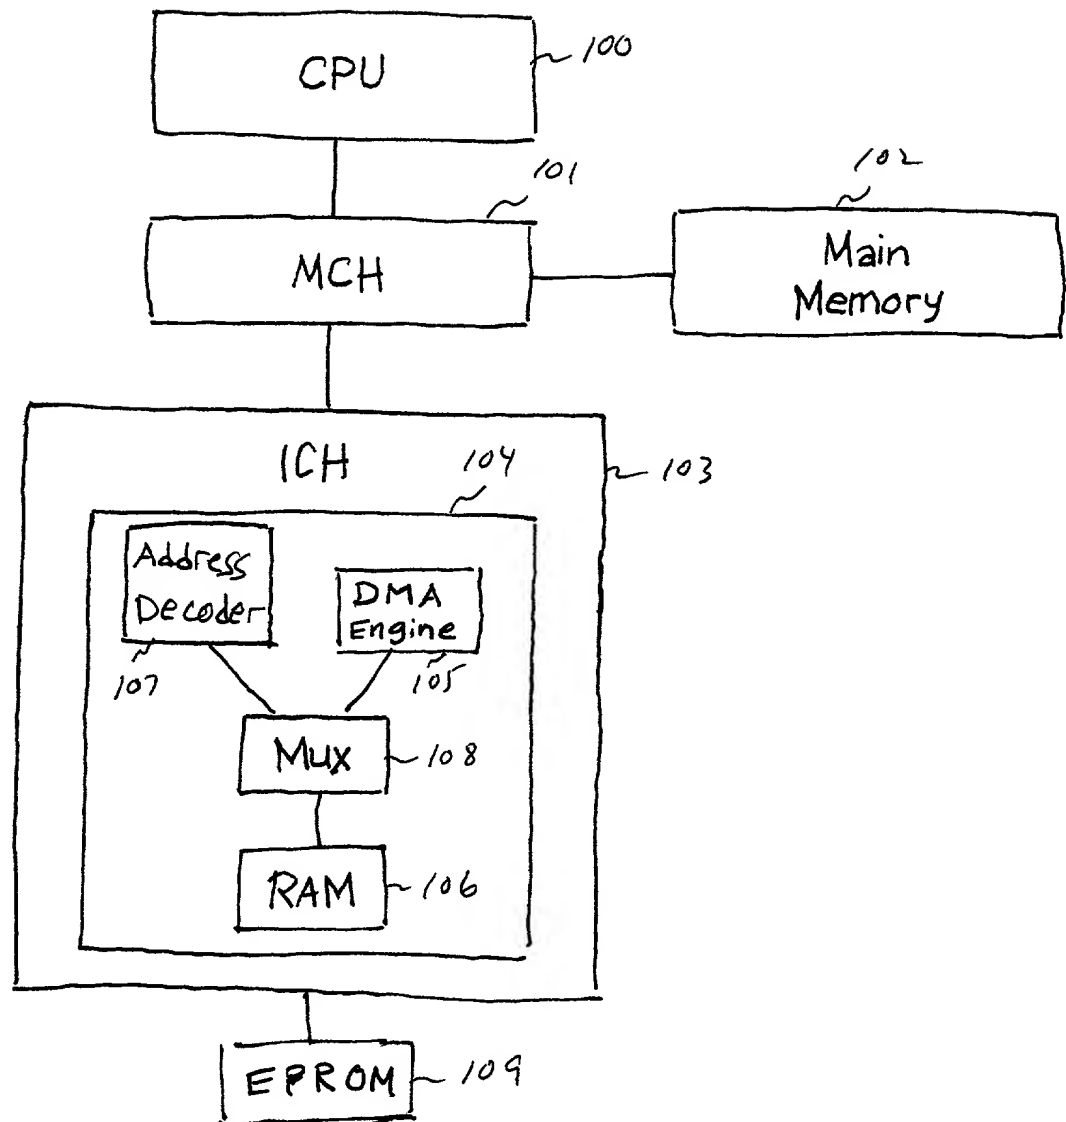 CPU
100
101
102
MCH
Main
Memory
ICH
103
104
Address
Decoder
DMA
Engine
107
105
Mux
108
RAM
106
EPROM
109